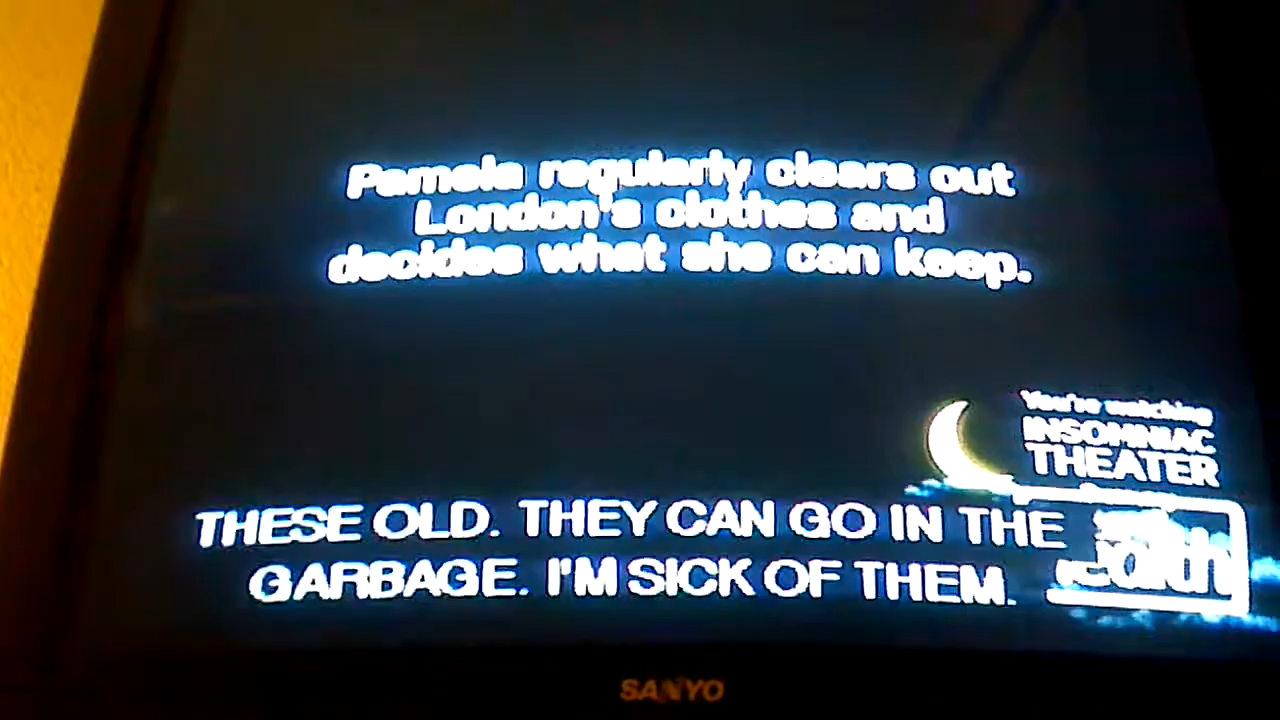 Pamela regularly clears out
London's clothes and
decides what she can keep.
You're watching
INSOMNIAC
THEATER
THESE OLD. THEY CAN GO IN THE
GARBAGE. I'M SICK OF THEM.
SANYO